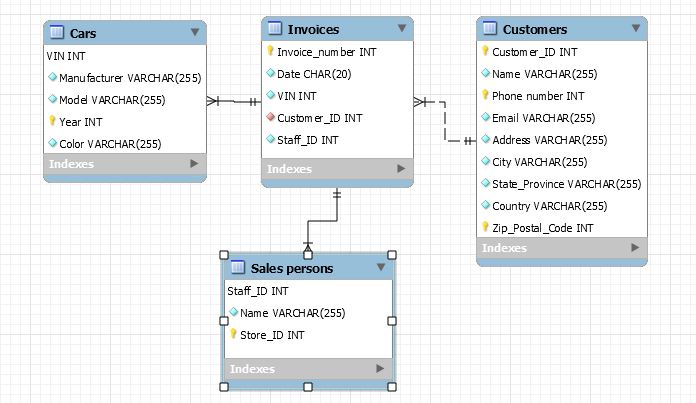 Cars
VIN INT
Manufacturer VARCHAR(255)
Model VARCHAR(255)
Year INT
Color VARCHAR(255)
Indexes
Invoices
Invoice_number INT
Date CHAR(20)
VIN INT
Customer_ID INT
Staff_ID INT
Indexes
Customers
Customer_ID INT
Name VARCHAR(255)
Phone number INT
Email VARCHAR(255)
Address VARCHAR(255)
City VARCHAR(255)
State_Province VARCHAR(255)
Country VARCHAR(255)
Zip_Postal_Code INT
Indexes
Sales persons
Staff_ID INT
Name VARCHAR(255)
Store_ID INT
Indexes